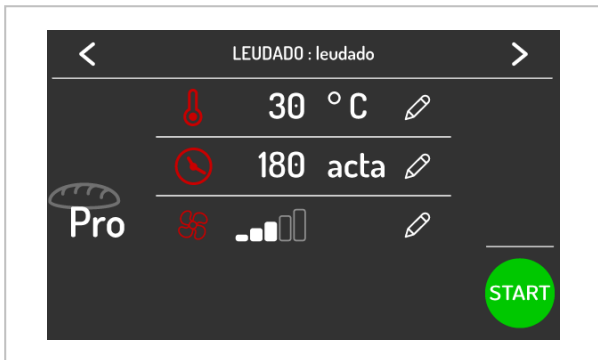 LEUDADO : leudado
30 °C
180 acta
Pro
START